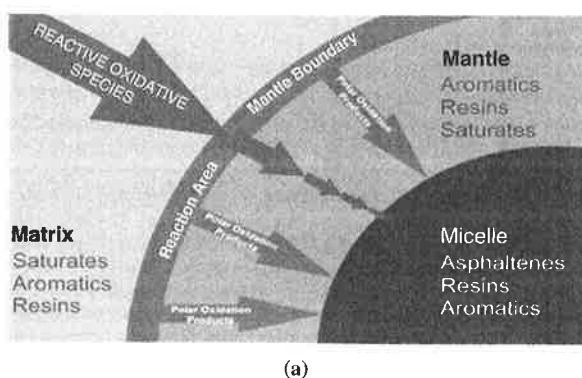 REACTIVE OXIDATIVE
SPECIES
Mantle Boundary
Reaction Area
Polar Oxidation
Products
Polar Oxidation
Products
Polar Oxidation
Products
Mantle
Aromatics
Resins
Saturates
Matrix
Saturates
Aromatics
Resins
Micelle
Asphaltenes
Resins
Aromatics
(a)